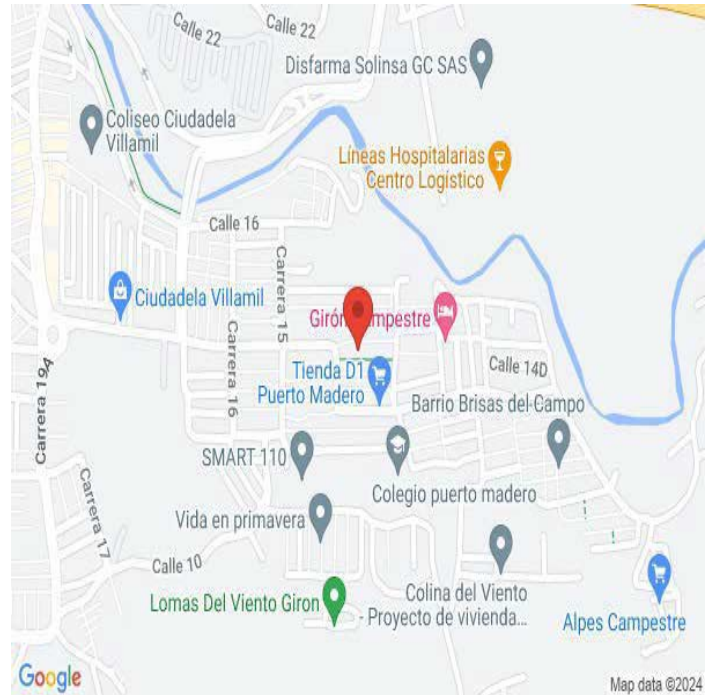 Calle 22
Calle 22
Disfarma Solinsa GC SAS
Coliseo Ciudadela
Villamil
Líneas Hospitalarias
Centro Logístico
Calle 16
Carrera 15
Ciudadela Villamil
Girón Campestre
Carrera 19A
Carrera 16
Tienda D1
Puerto Madero
Calle 14D
Barrio Brisas del Campo
SMART 110
Colegio puerto madero
Vida en primavera
Carrera 17
Calle 10
Lomas Del Viento Giron
Colina del Viento
- Proyecto de vivienda...
Alpes Campestre
Google
Map data ©2024